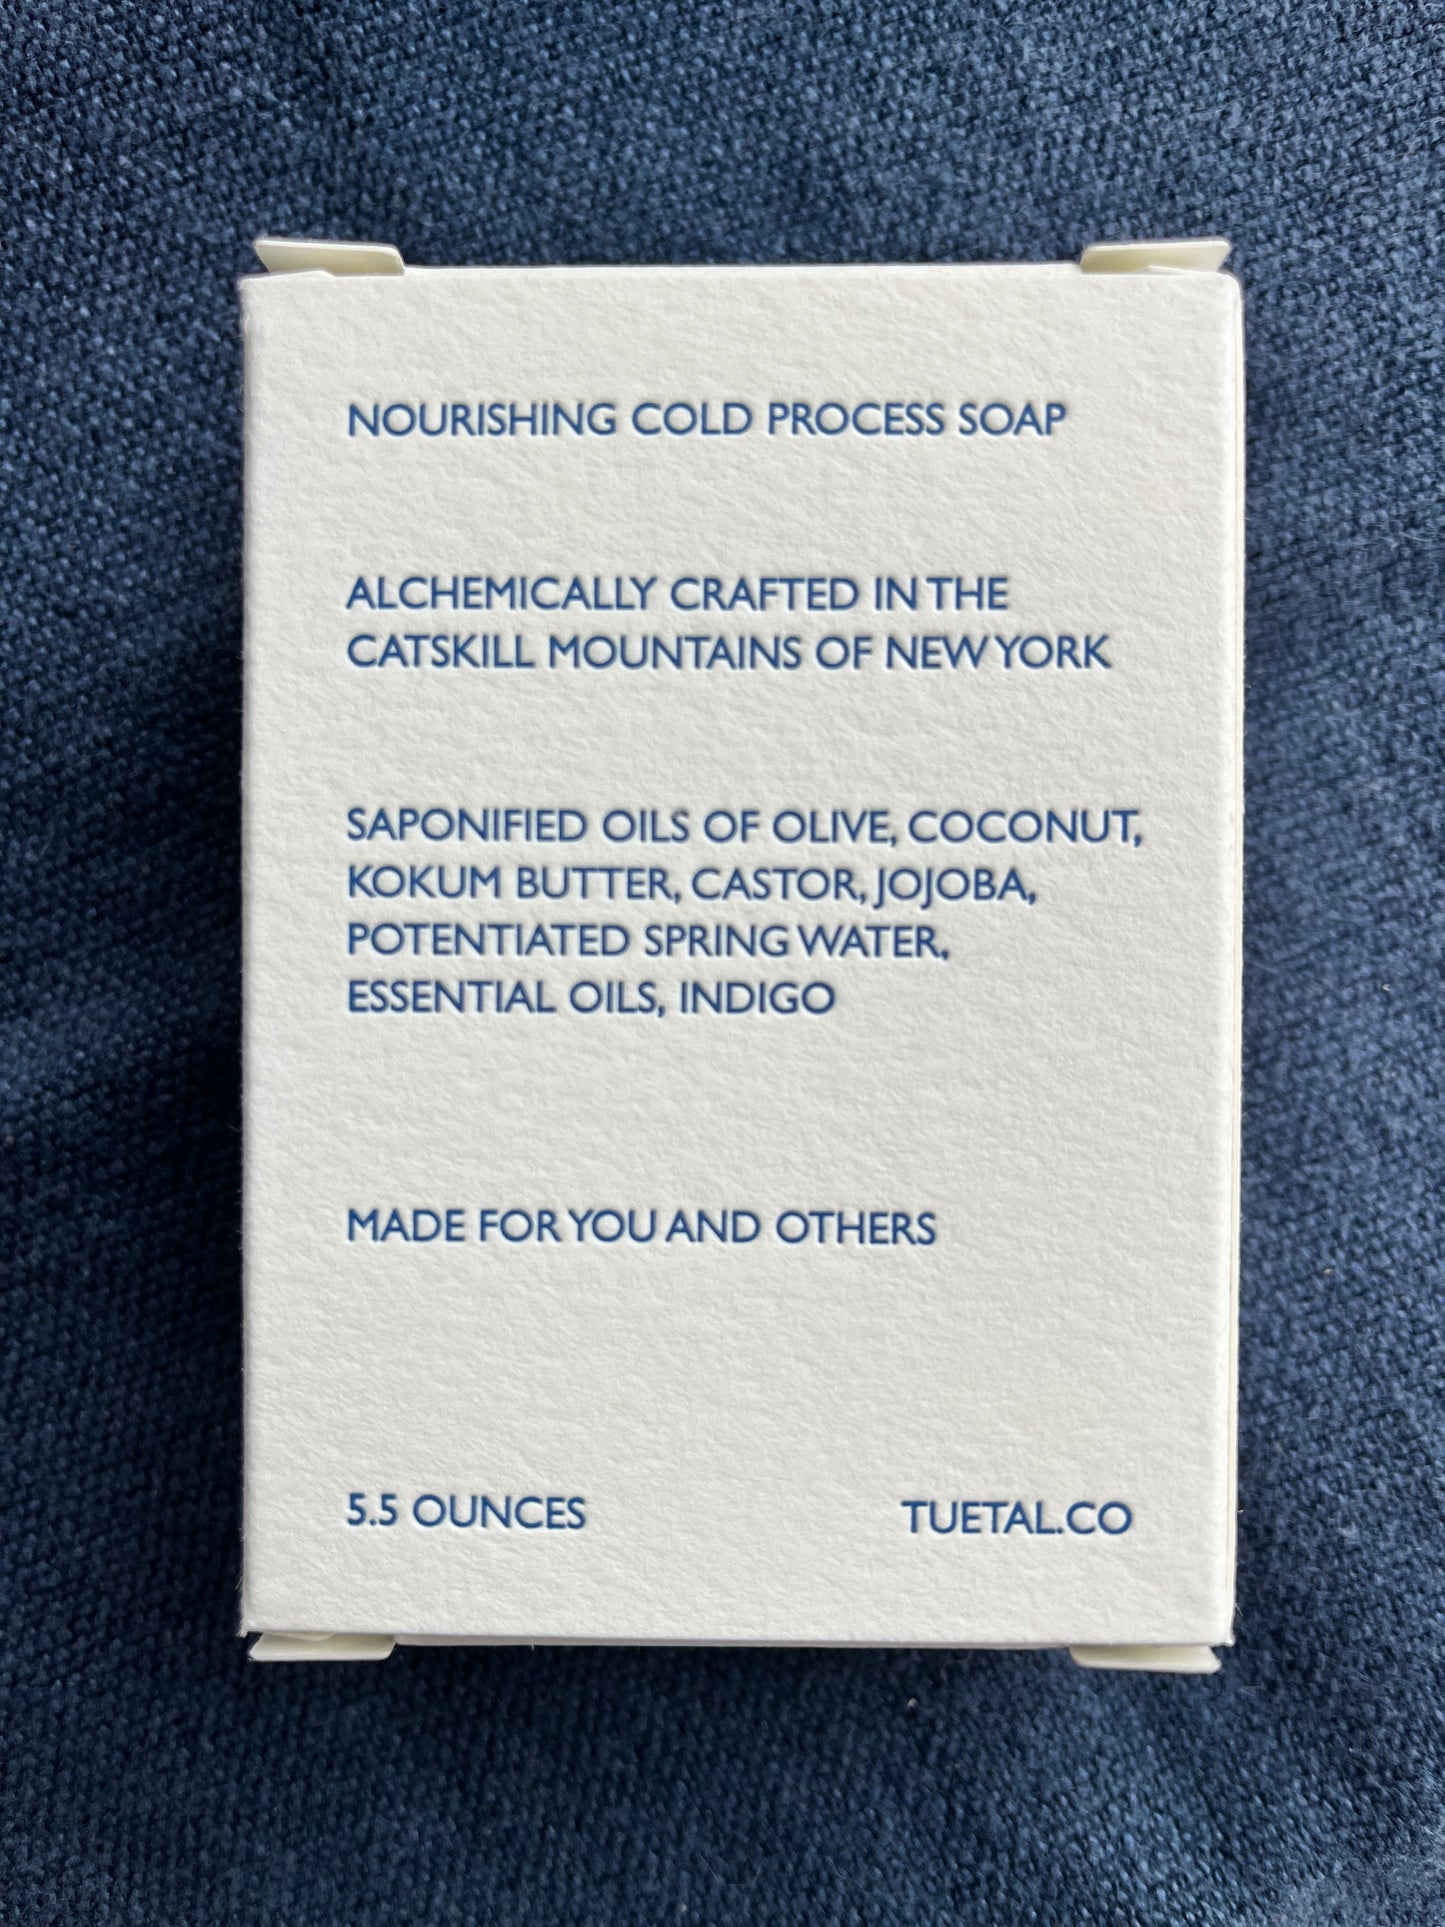 NOURISHING COLD PROCESS SOAP
ALCHEMICALLY CRAFTED IN THE
CATSKILL MOUNTAINS OF NEW YORK
SAPONIFIED OILS OF OLIVE, COCONUT,
KOKUM BUTTER, CASTOR, JOJOBA,
POTENTIATED SPRING WATER,
ESSENTIAL OILS, INDIGO
MADE FOR YOU AND OTHERS
5.5 OUNCES TUETAL.CO